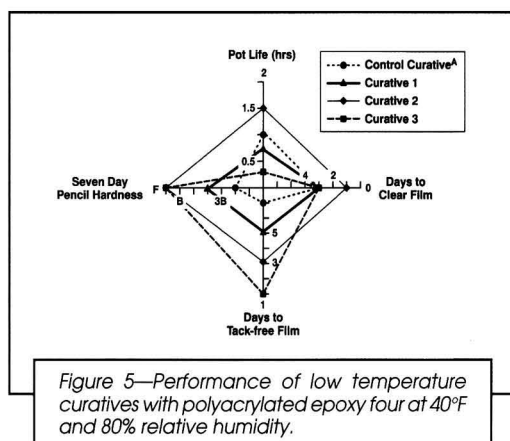 Pot Life (hrs)
2
1.5
0.5
Control Curative^A
Curative 1
Curative 2
Curative 3
Seven Day
Pencil Hardness
F
B
3B
4
2
0
Days to
Clear Film
5
3
1
Days to
Tack-free Film
Figure 5—Performance of low temperature
curatives with polyacrylated epoxy four at 40°F
and 80% relative humidity.